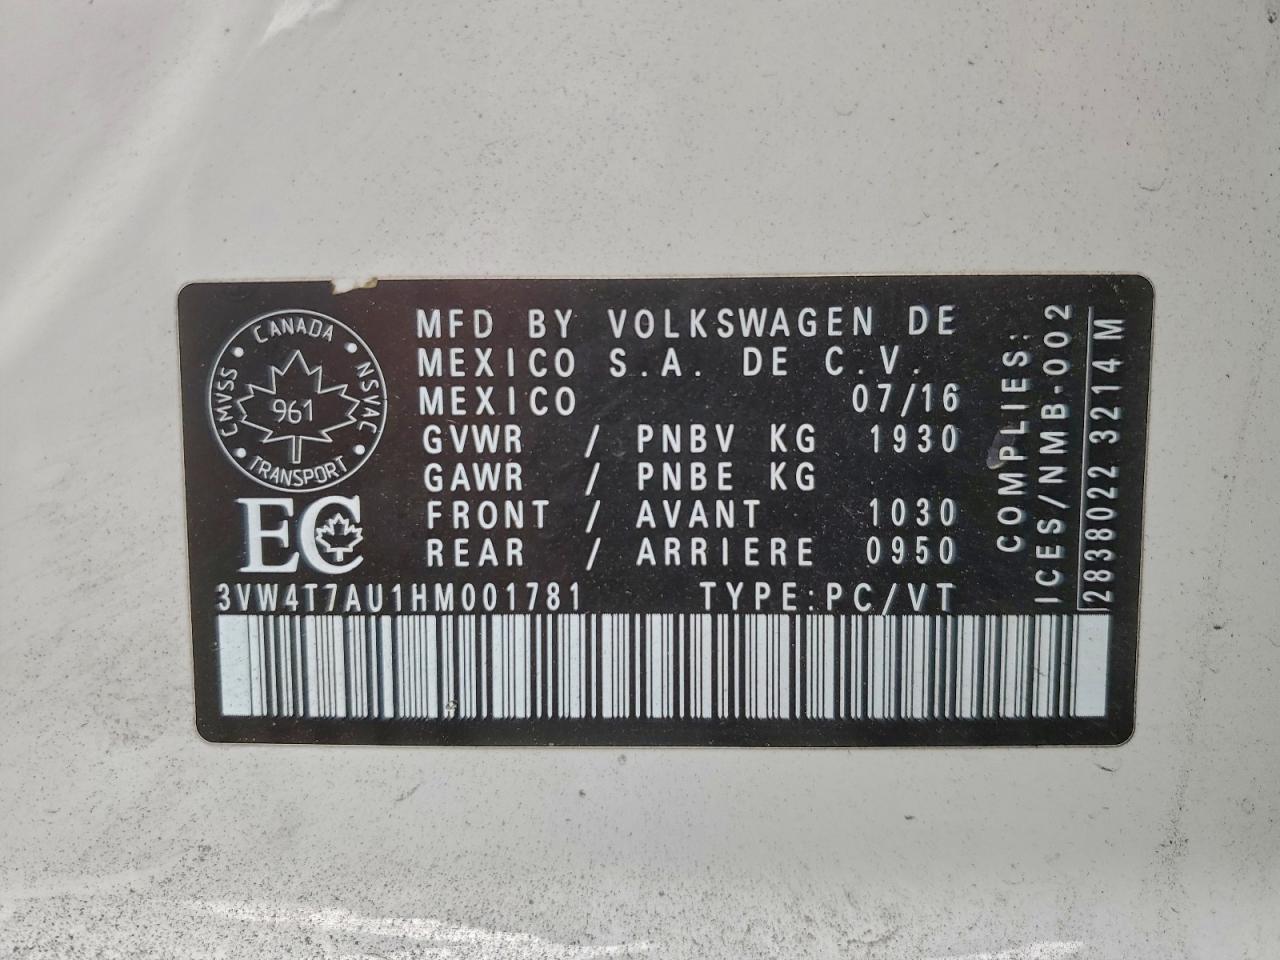 CANADA
CMVSS
NSVAC
961
TRANSPORT
EC
MFD BY VOLKSWAGEN DE
MEXICO S.A. DE C.V.
MEXICO 07/16
GVWR / PNBV KG 1930
GAWR / PNBE KG
FRONT / AVANT 1030
REAR / ARRIERE 0950
3VW4T7AU1HM001781 TYPE:PC/VT
COMPLIES:
ICES/NMB-002
2838022 3214 M